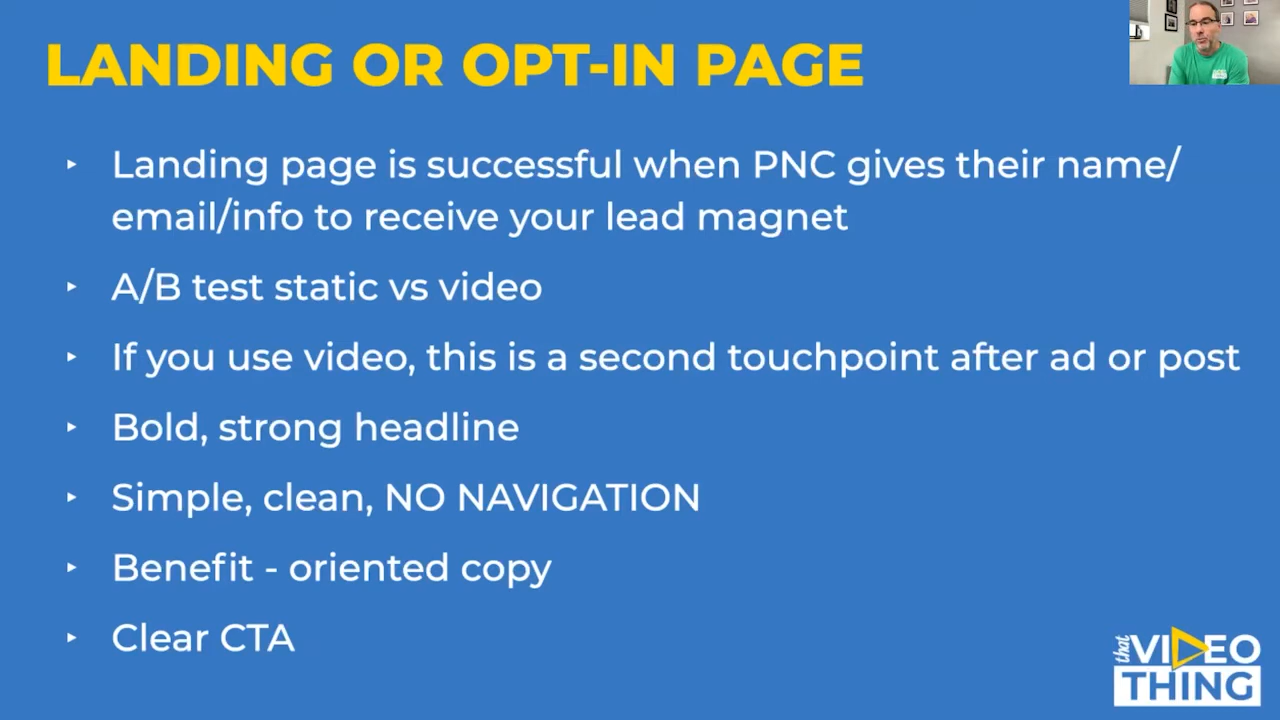 LANDING OR OPT-IN PAGE
Landing page is successful when PNC gives their name/
email/info to receive your lead magnet
A/B test static vs video
If you use video, this is a second touchpoint after ad or post
Bold, strong headline
Simple, clean, NO NAVIGATION
Benefit - oriented copy
Clear CTA
that VIDEO
THING